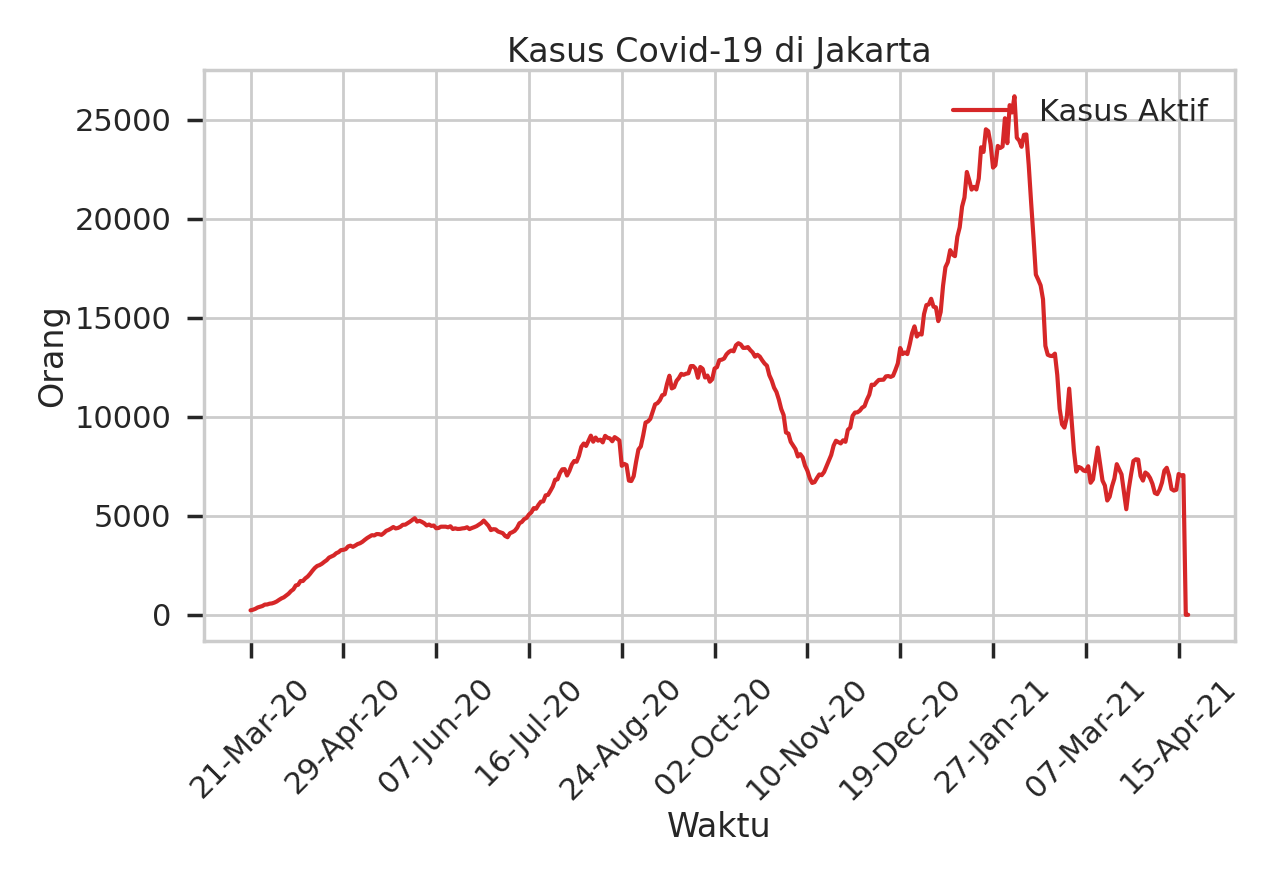 Kasus Covid-19 di Jakarta
Kasus Aktif
Orang
25000
20000
15000
10000
5000
0
21-Mar-20
29-Apr-20
07-Jun-20
16-Jul-20
24-Aug-20
02-Oct-20
10-Nov-20
19-Dec-20
27-Jan-21
07-Mar-21
15-Apr-21
Waktu